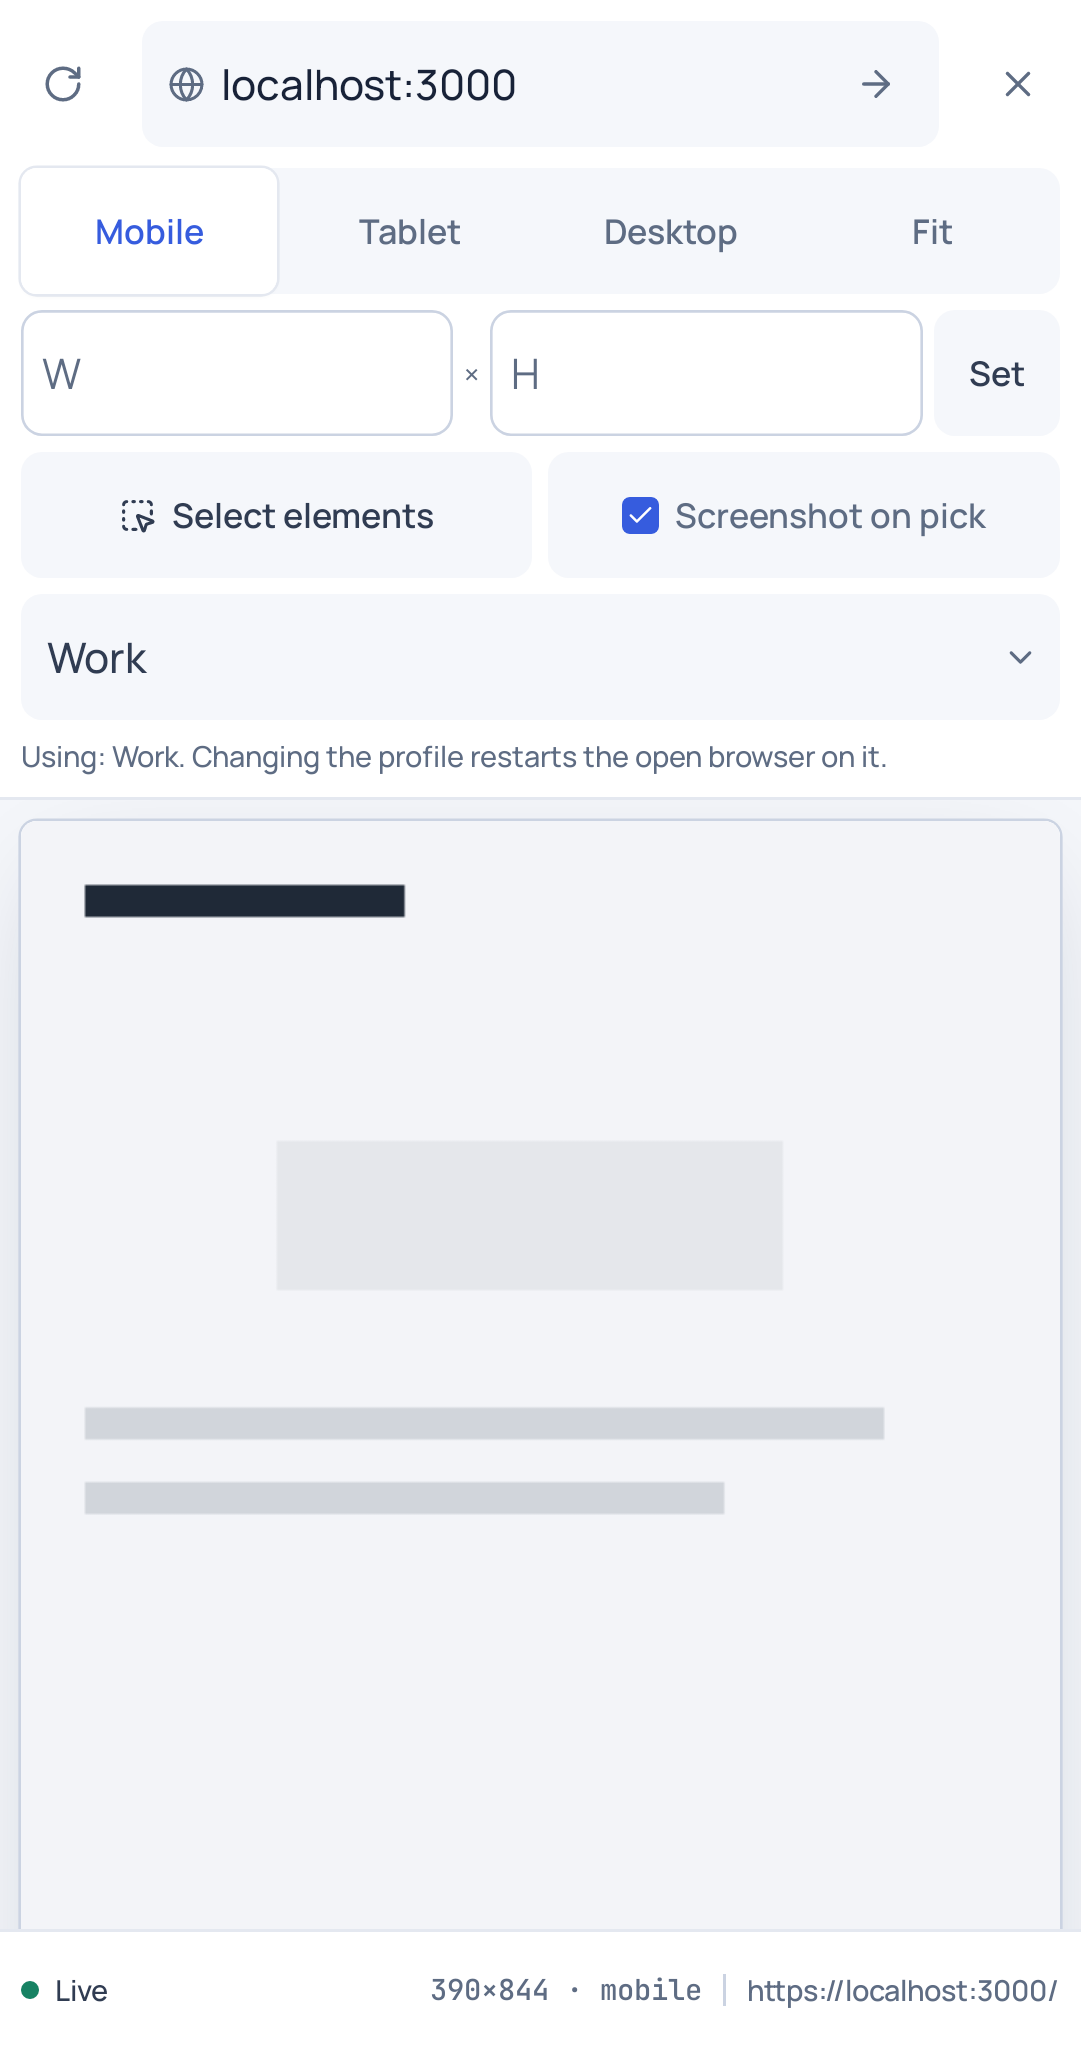 localhost:3000
Mobile Tablet Desktop Fit
W × H Set
Select elements Screenshot on pick
Work
Using: Work. Changing the profile restarts the open browser on it.
Live 390×844 · mobile https://localhost:3000/